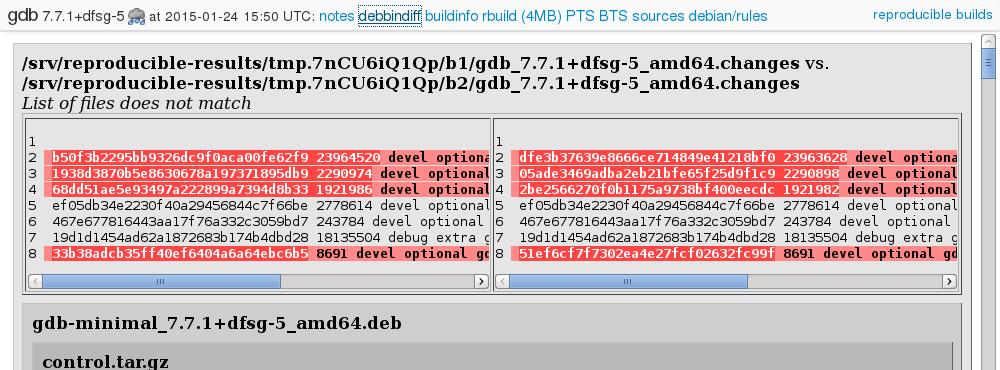 gdb 7.7.1+dfsg-5 at 2015-01-24 15:50 UTC: notes debbindiff buildinfo rbuild (4MB) PTS BTS sources debian/rules reproducible builds
/srv/reproducible-results/tmp.7nCU6iQ1Qp/b1/gdb_7.7.1+dfsg-5_amd64.changes vs.
/srv/reproducible-results/tmp.7nCU6iQ1Qp/b2/gdb_7.7.1+dfsg-5_amd64.changes
List of files does not match
1
2 b50f3b2295bb9326dc9f0aca00fe62f9 23964520 devel optiona
3 1938d3870b5e8630678a197371895db9 2290974 devel optional
4 68dd51ae5e93497a222899a7394d8b33 1921986 devel optional
5 ef05db34e2230f40a29456844c7f66be 2778614 devel optional
6 467e677816443aa17f76a332c3059bd7 243784 devel optional
7 19d1d1454ad62a1872683b174b4dbd28 18135504 debug extra g
8 33b38adcb35ff40ef6404a6a64ebc6b5 8691 devel optional gd
1
2 dfe3b37639e8666ce714849e41218bf0 23963628 devel optiona
3 05ade3469adba2eb21bfe65f25d9f1c9 2290898 devel optional
4 2be2566270f0b1175a9738bf400eecdc 1921982 devel optional
5 ef05db34e2230f40a29456844c7f66be 2778614 devel optional
6 467e677816443aa17f76a332c3059bd7 243784 devel optional
7 19d1d1454ad62a1872683b174b4dbd28 18135504 debug extra g
8 51ef6cf7f7302ea4e27fcf02632fc99f 8691 devel optional gd
gdb-minimal_7.7.1+dfsg-5_amd64.deb
control.tar.gz